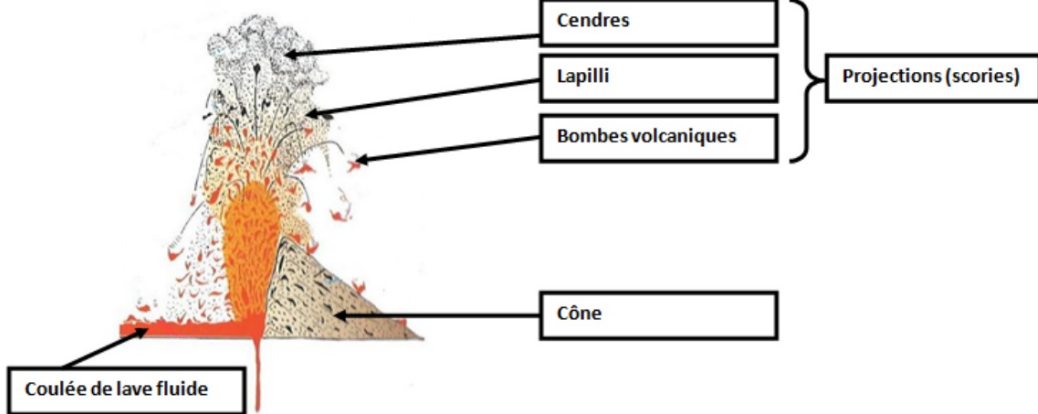 Cendres
Lapilli
Projections (scories)
Bombes volcaniques
Cône
Coulée de lave fluide